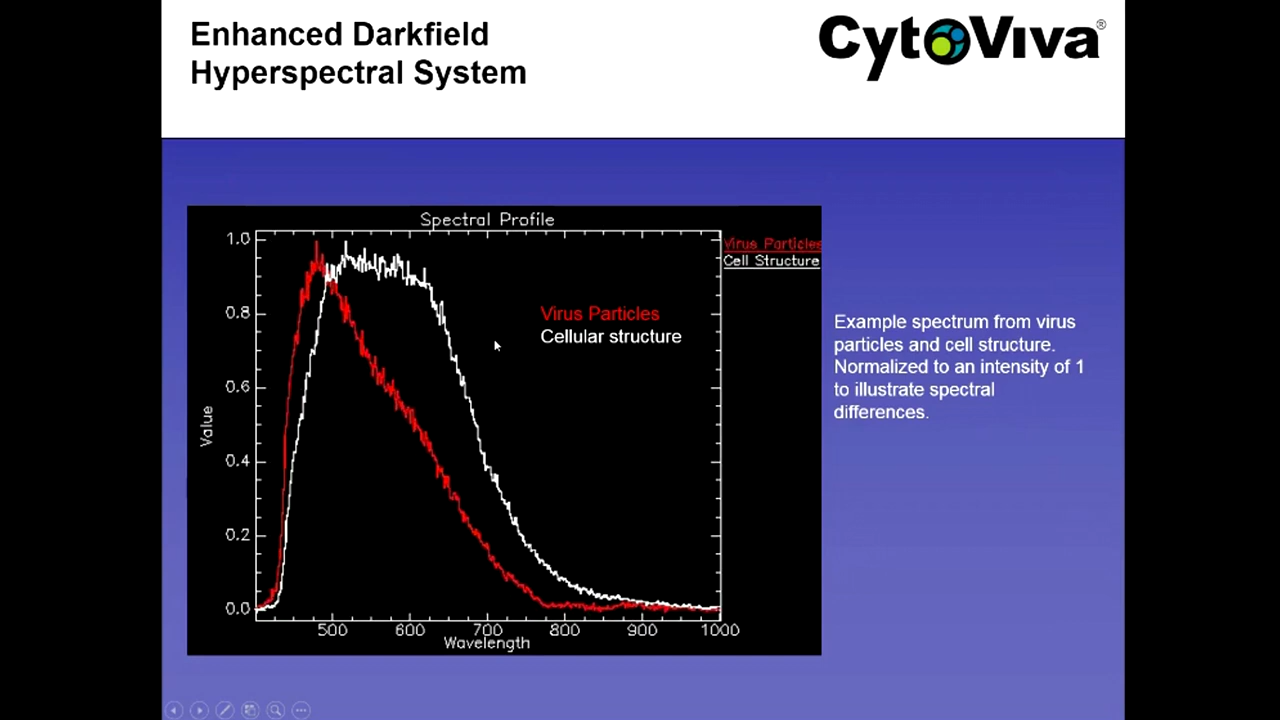 Enhanced Darkfield
Hyperspectral System
CytoViva®
Spectral Profile
1.0
0.8
0.6
0.4
0.2
0.0
Value
500 600 700 800 900 1000
Wavelength
Virus Particles
Cell Structure
Virus Particles
Cellular structure
Example spectrum from virus
particles and cell structure.
Normalized to an intensity of 1
to illustrate spectral
differences.